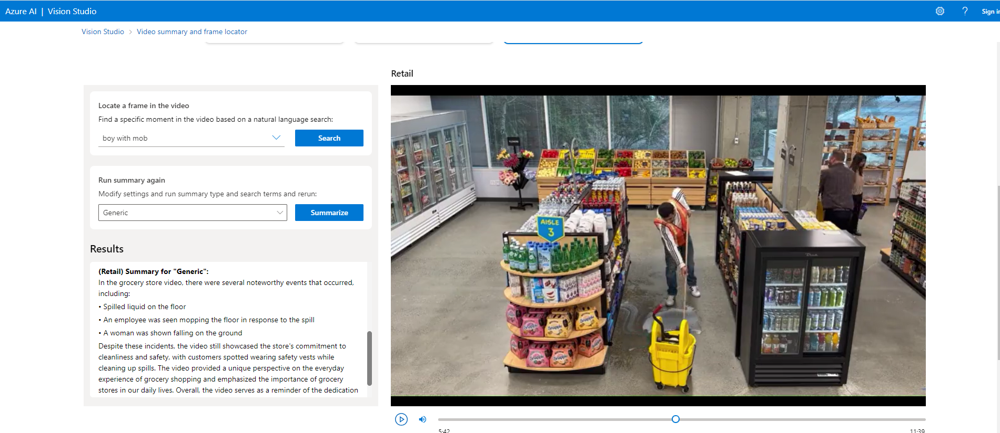 Azure AI | Vision Studio
Sign in
Vision Studio > Video summary and frame locator
Retail
Locate a frame in the video
Find a specific moment in the video based on a natural language search:
boy with mob
Search
Run summary again
Modify settings and run summary type and search terms and rerun:
Generic
Summarize
Results
(Retail) Summary for "Generic":
In the grocery store video, there were several noteworthy events that occurred,
including:
• Spilled liquid on the floor
• An employee was seen mopping the floor in response to the spill
• A woman was shown falling on the ground
Despite these incidents, the video still showcased the store's commitment to
cleanliness and safety, with customers spotted wearing safety vests while
cleaning up spills. The video provided a unique perspective on the everyday
experience of grocery shopping and emphasized the importance of grocery
stores in our daily lives. Overall, the video serves as a reminder of the dedication
FLOWERS
AISLE
3
True
Snapple
Snapple
Snapple
Snapple
5:42
11:39